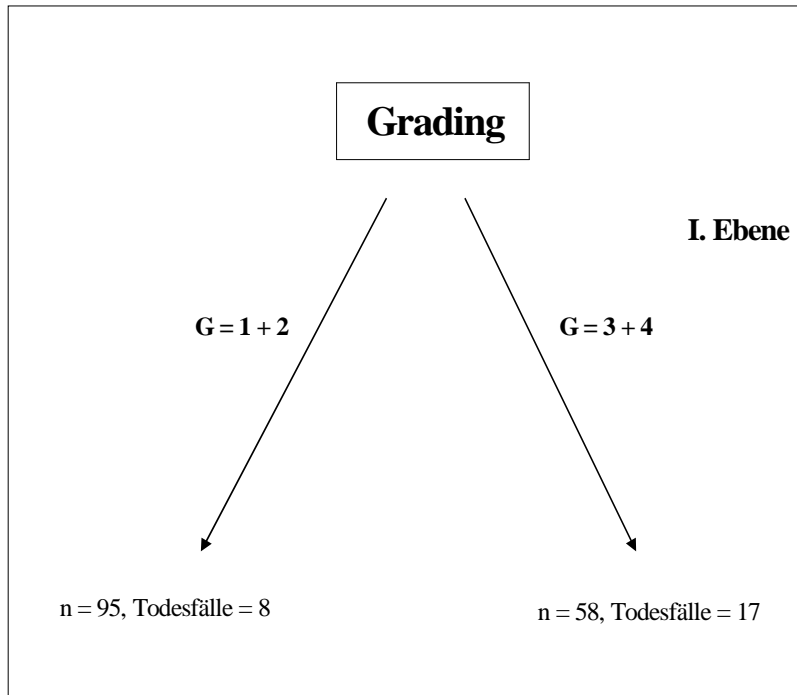 Grading
I. Ebene
G = 1 + 2
G = 3 + 4
n = 95, Todesfälle = 8
n = 58, Todesfälle = 17